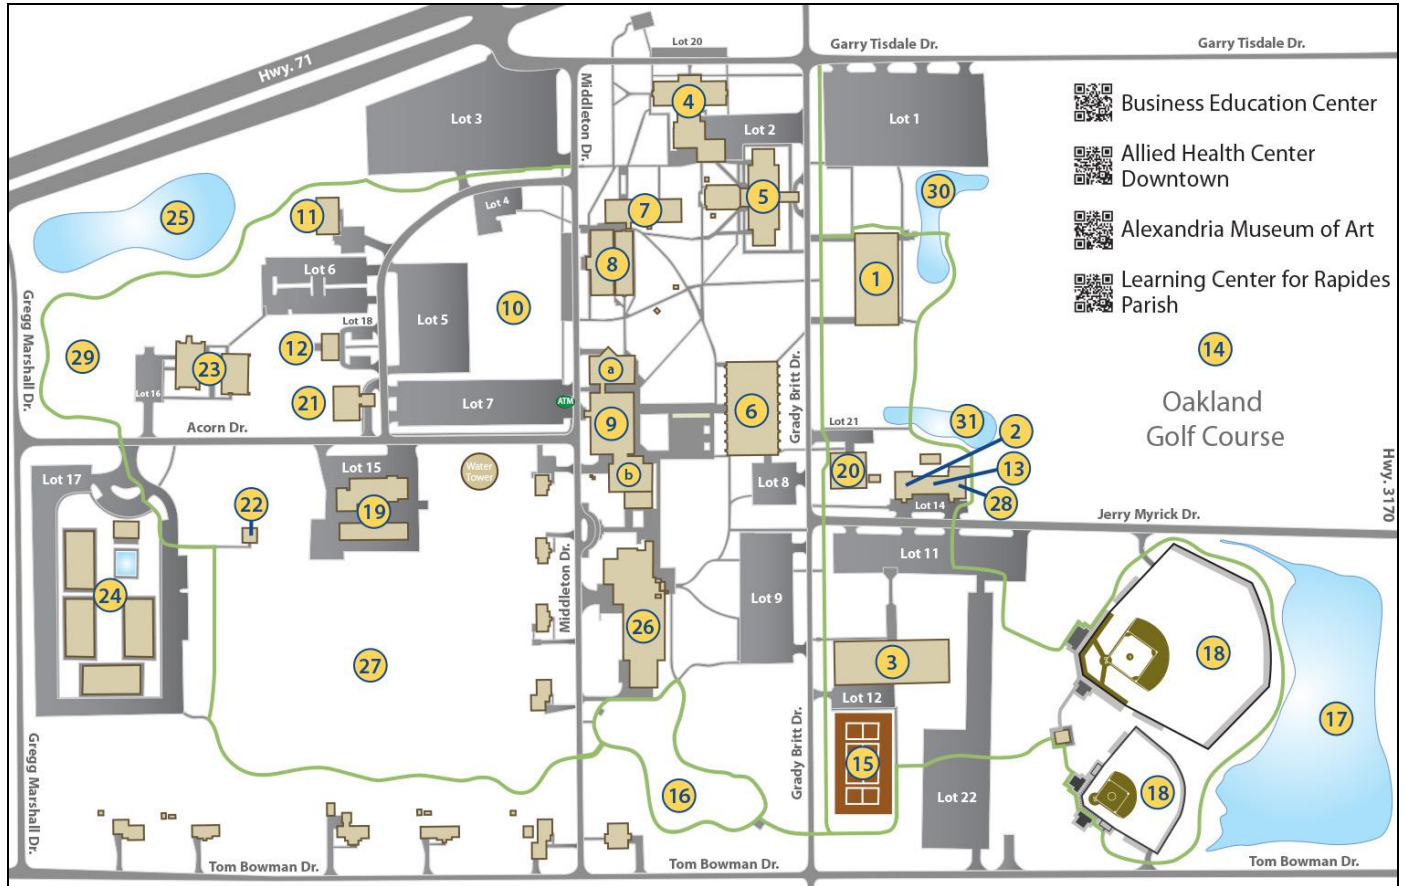 Lot 20
Garry Tisdale Dr.
Garry Tisdale Dr.
Hwy. 71
Middleton Dr.
4
Lot 3
Lot 2
Lot 1
Business Education Center
Allied Health Center
Downtown
Alexandria Museum of Art
Learning Center for Rapides
Parish
25
11
Lot 4
7
5
30
8
1
Lot 6
10
Lot 18
Lot 5
Gregg Marshall Dr.
29
12
23
Lot 16
21
a
14
Oakland
Golf Course
Lot 7
ATM
9
6
Grady Britt Dr.
Acorn Dr.
Lot 21
31
2
Lot 17
Lot 15
Water
Tower
b
Lot 8
20
13
Hwy. 3170
22
19
28
Lot 14
Jerry Myrick Dr.
Middleton Dr.
Lot 11
24
26
Lot 9
27
3
18
Lot 12
17
Gregg Marshall Dr.
Grady Britt Dr.
15
16
Lot 22
18
Tom Bowman Dr.
Tom Bowman Dr.
Tom Bowman Dr.